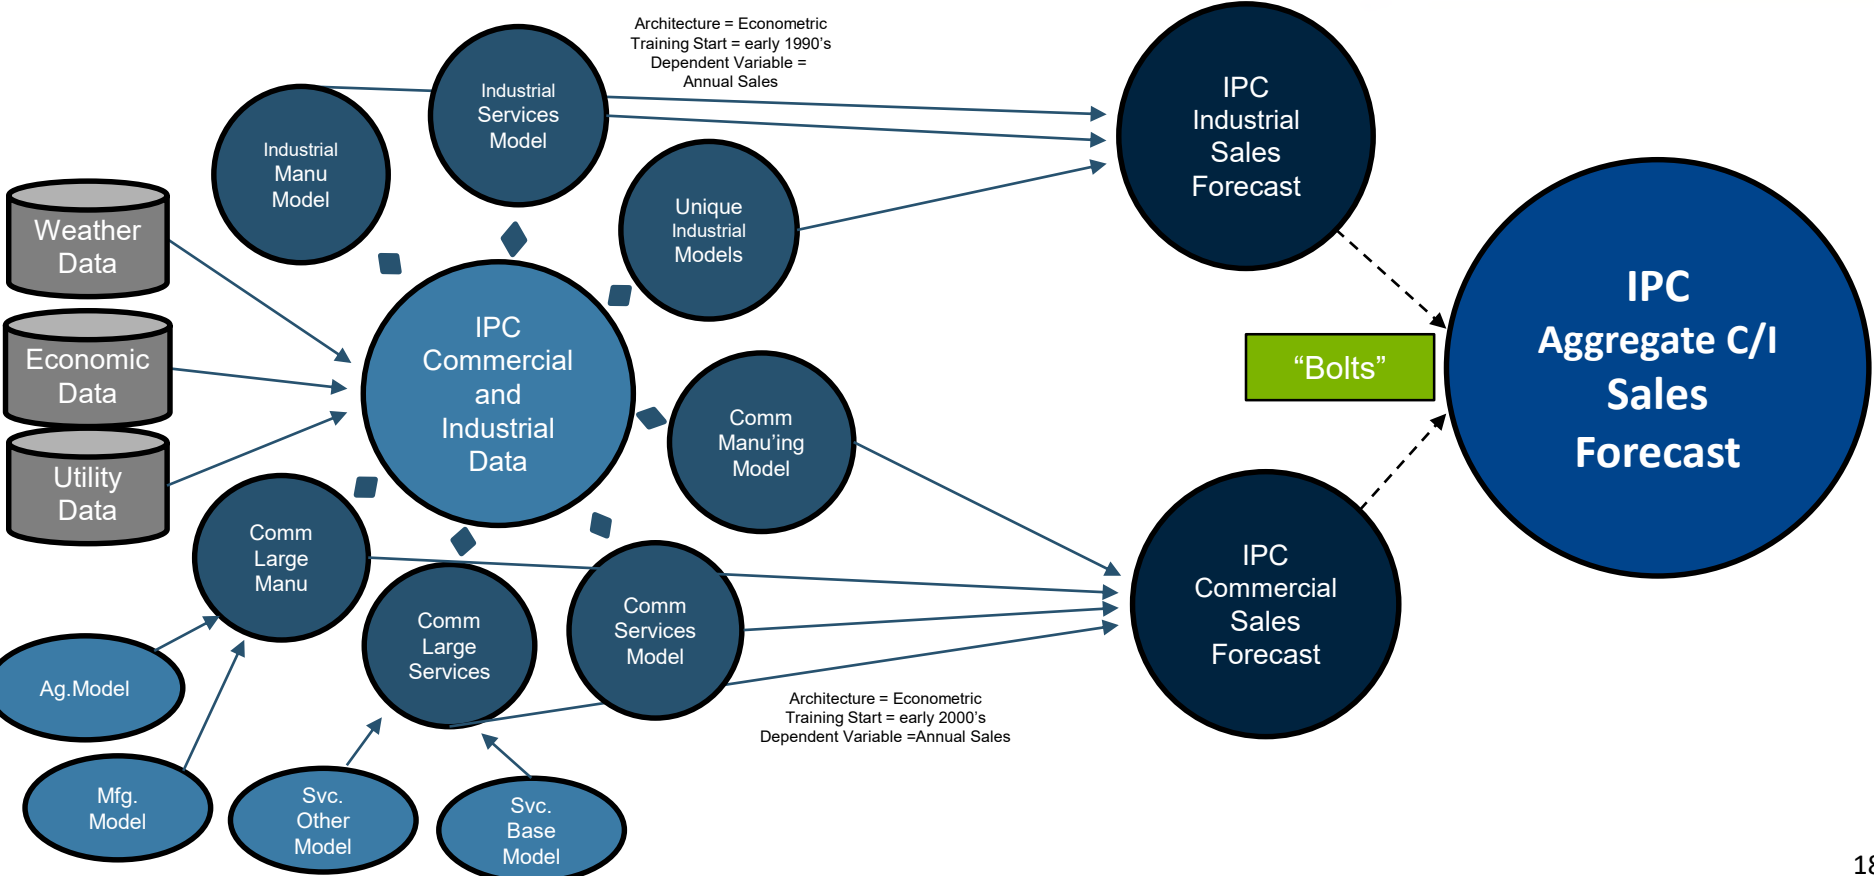 Architecture = Econometric
Training Start = early 1990's
Dependent Variable =
Annual Sales
Industrial
Services
Model
Industrial
Manu
Model
Unique
Industrial
Models
IPC
Industrial
Sales
Forecast
Weather
Data
Economic
Data
Utility
Data
IPC
Commercial
and
Industrial
Data
Comm
Manu'ing
Model
"Bolts"
IPC
Aggregate C/I
Sales
Forecast
Comm
Large
Manu
Comm
Large
Services
Comm
Services
Model
IPC
Commercial
Sales
Forecast
Ag.Model
Mfg.
Model
Svc.
Other
Model
Svc.
Base
Model
Architecture = Econometric
Training Start = early 2000's
Dependent Variable =Annual Sales
18